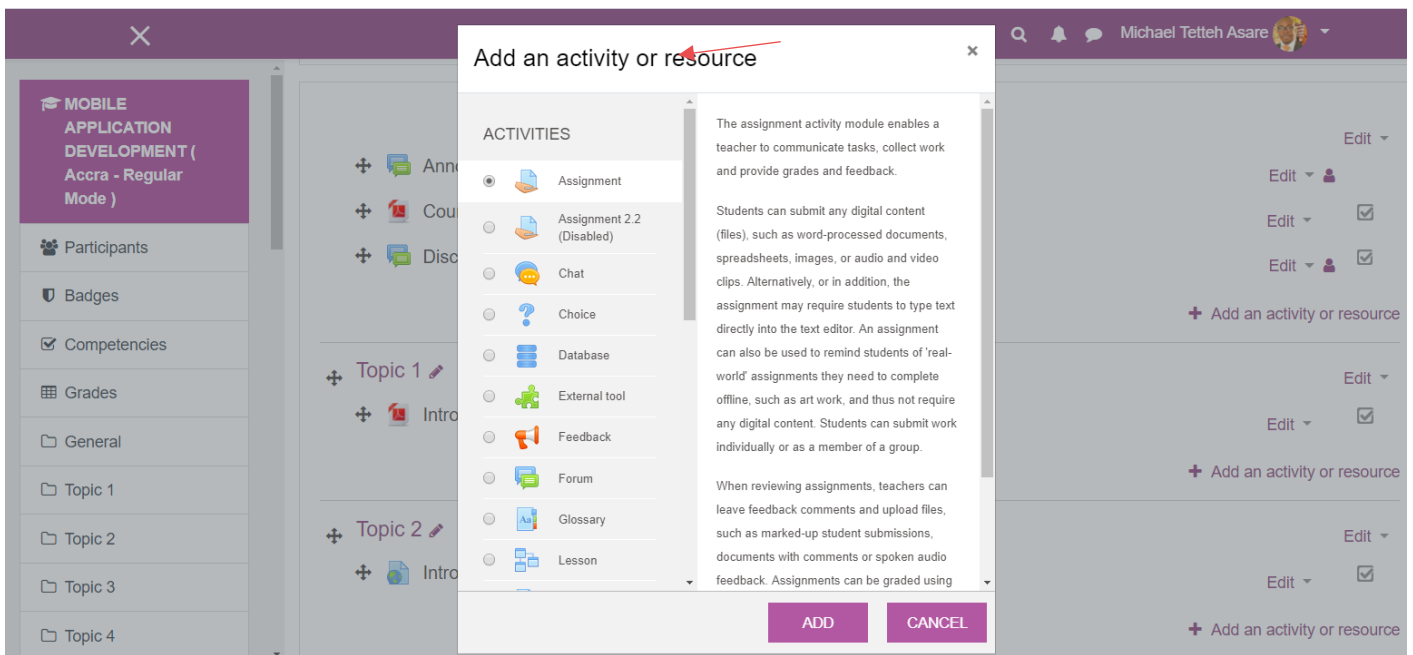 Michael Tetteh Asare
MOBILE
APPLICATION
DEVELOPMENT (
Accra - Regular
Mode )
Participants
Badges
Competencies
Grades
General
Topic 1
Topic 2
Topic 3
Topic 4
Edit
Anno
Edit
Cour
Edit
Disc
Edit
+ Add an activity or resource
Topic 1
Edit
Intro
Edit
+ Add an activity or resource
Topic 2
Edit
Intro
Edit
+ Add an activity or resource
Add an activity or resource
×
ACTIVITIES
Assignment
Assignment 2.2
(Disabled)
Chat
Choice
Database
External tool
Feedback
Forum
Glossary
Lesson
The assignment activity module enables a
teacher to communicate tasks, collect work
and provide grades and feedback.
Students can submit any digital content
(files), such as word-processed documents,
spreadsheets, images, or audio and video
clips. Alternatively, or in addition, the
assignment may require students to type text
directly into the text editor. An assignment
can also be used to remind students of 'real-
world' assignments they need to complete
offline, such as art work, and thus not require
any digital content. Students can submit work
individually or as a member of a group.
When reviewing assignments, teachers can
leave feedback comments and upload files,
such as marked-up student submissions,
documents with comments or spoken audio
feedback. Assignments can be graded using
ADD
CANCEL